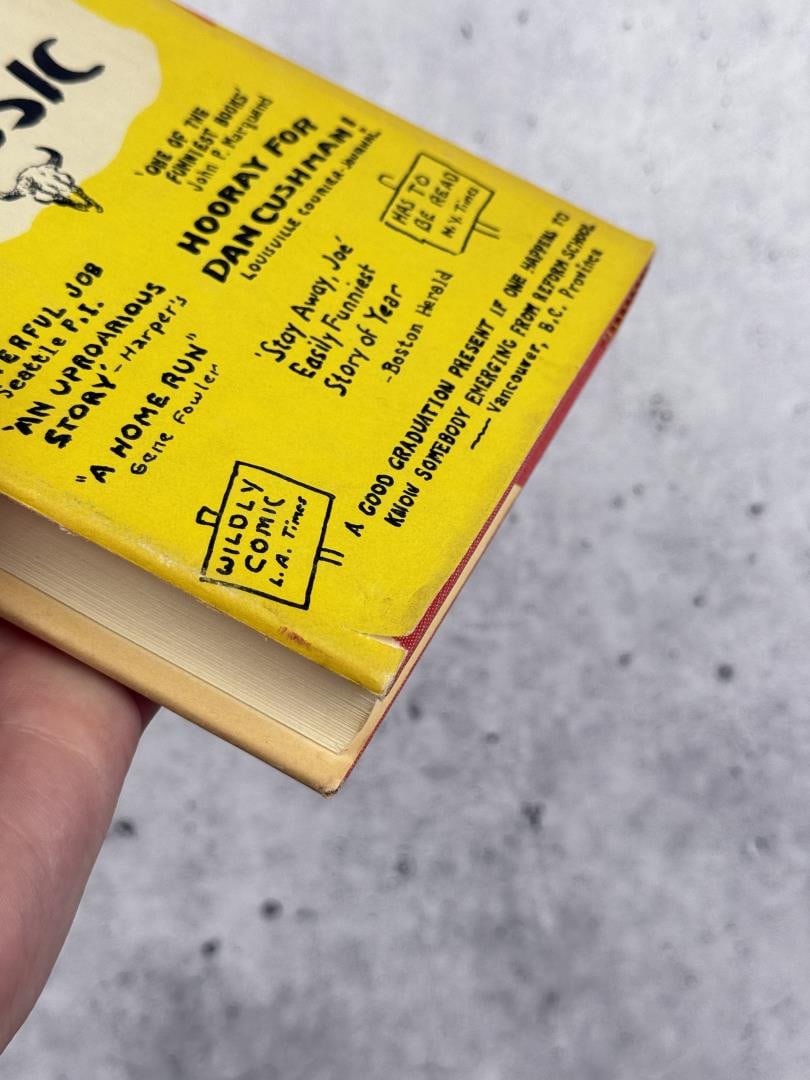 'ONE OF THE
FUNNIEST BOOKS'
John P. Marquand
HOORAY FOR
DAN CUSHMAN!
LOUISVILLE COURIER-JOURNAL
HAS TO
BE READ
N.Y. Times
JOB
Seattle P.I.
'AN UPROARIOUS
STORY'-Harper's
"A HOME RUN"
Gene Fowler
'Stay Away, Joe'
Easily Funniest
Story of Year
-Boston Herald
WILDLY
COMIC
L.A. Times
A GOOD GRADUATION PRESENT IF ONE HAPPENS TO
KNOW SOMEBODY EMERGING FROM REFORM SCHOOL
— Vancouver, B.C. Province